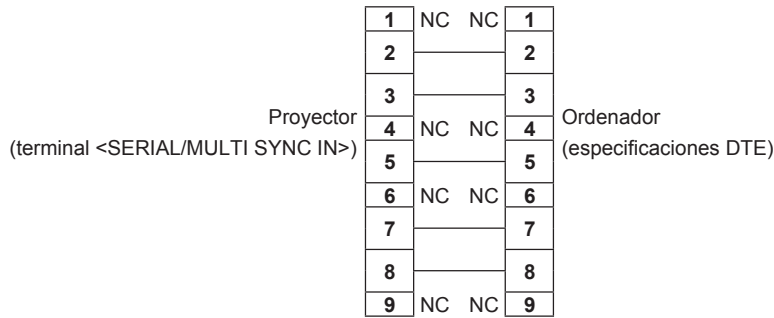 1 NC NC 1
2 2
3 3
Proyector
(terminal <SERIAL/MULTI SYNC IN>)
4 NC NC 4
Ordenador
(especificaciones DTE)
5 5
6 NC NC 6
7 7
8 8
9 NC NC 9